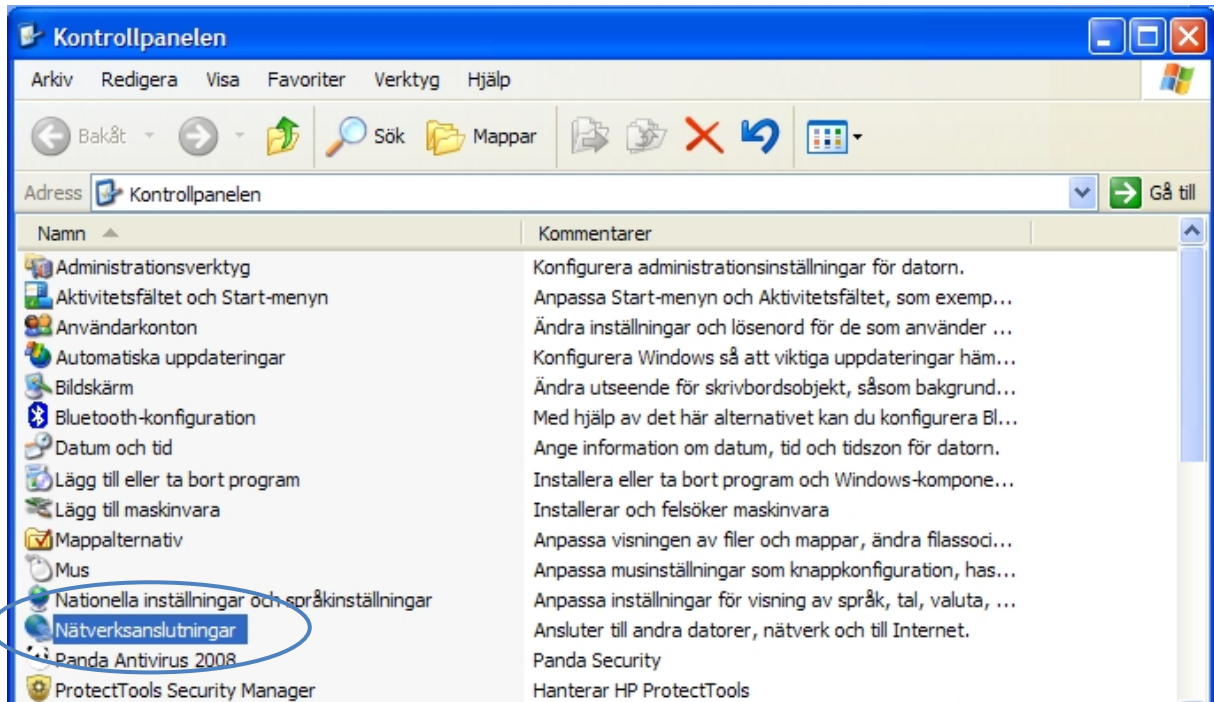 Kontrollpanelen
Arkiv Redigera Visa Favoriter Verktyg Hjälp
Bakåt Sök Mappar
Adress Kontrollpanelen Gå till
Namn Kommentarer
Administrationsverktyg Konfigurera administrationsinställningar för datorn.
Aktivitetsfältet och Start-menyn Anpassa Start-menyn och Aktivitetsfältet, som exemp...
Användarkonton Ändra inställningar och lösenord för de som använder ...
Automatiska uppdateringar Konfigurera Windows så att viktiga uppdateringar häm...
Bildskärm Ändra utseende för skrivbordsobjekt, såsom bakgrund...
Bluetooth-konfiguration Med hjälp av det här alternativet kan du konfigurera Bl...
Datum och tid Ange information om datum, tid och tidszon för datorn.
Lägg till eller ta bort program Installera eller ta bort program och Windows-kompone...
Lägg till maskinvara Installerar och felsöker maskinvara
Mappalternativ Anpassa visningen av filer och mappar, ändra filassoci...
Mus Anpassa musinställningar som knappkonfiguration, has...
Nationella inställningar och språkinställningar Anpassa inställningar för visning av språk, tal, valuta, ...
Nätverksanslutningar Ansluter till andra datorer, nätverk och till Internet.
Panda Antivirus 2008 Panda Security
ProtectTools Security Manager Hanterar HP ProtectTools